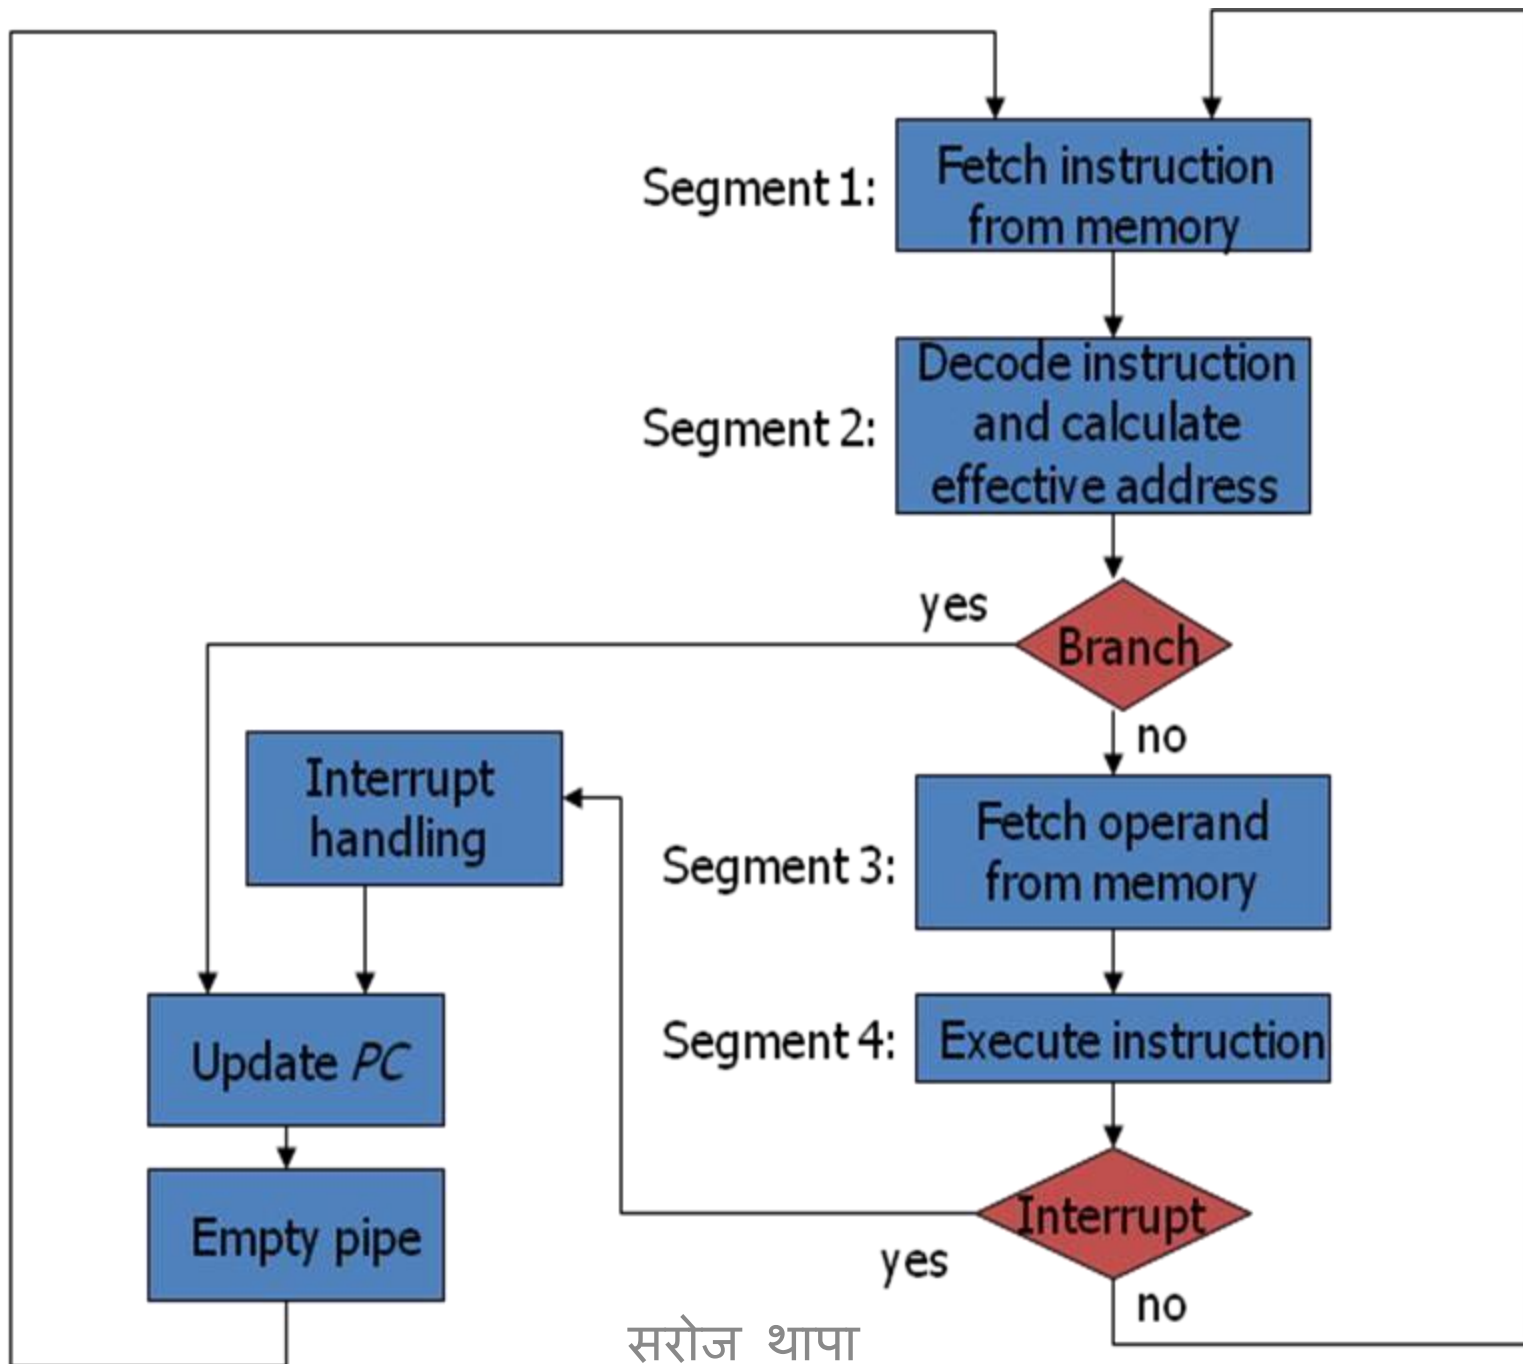 Segment 1:
Fetch instruction
from memory
Segment 2:
Decode instruction
and calculate
effective address
yes
Branch
no
Interrupt
handling
Segment 3:
Fetch operand
from memory
Update PC
Segment 4:
Execute instruction
Empty pipe
Interrupt
yes
no
सरोज थापा